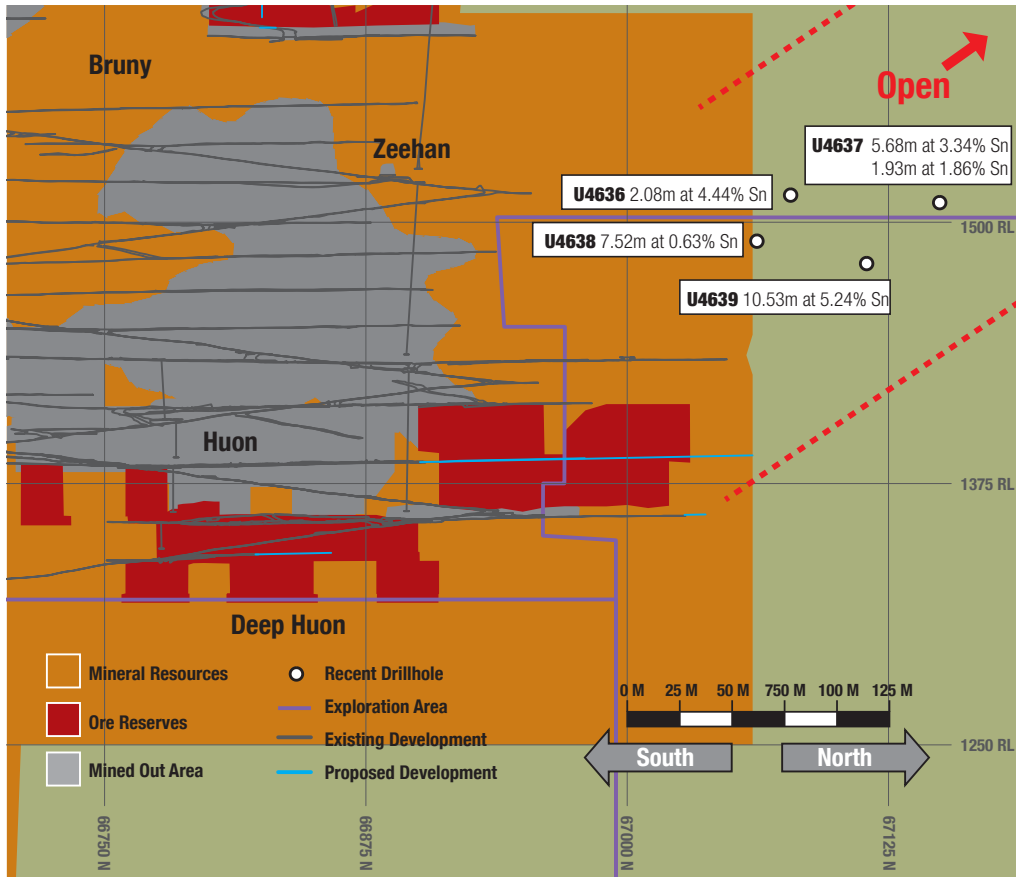 Bruny
Open
Zeehan
U4637 5.68m at 3.34% Sn
1.93m at 1.86% Sn
U4636 2.08m at 4.44% Sn
1500 RL
U4638 7.52m at 0.63% Sn
U4639 10.53m at 5.24% Sn
Huon
1375 RL
Deep Huon
Mineral Resources
Ore Reserves
Mined Out Area
Recent Drillhole
Exploration Area
Existing Development
Proposed Development
0 M 25 M 50 M 750 M 100 M 125 M
South North
1250 RL
66750 N
66875 N
67000 N
67125 N